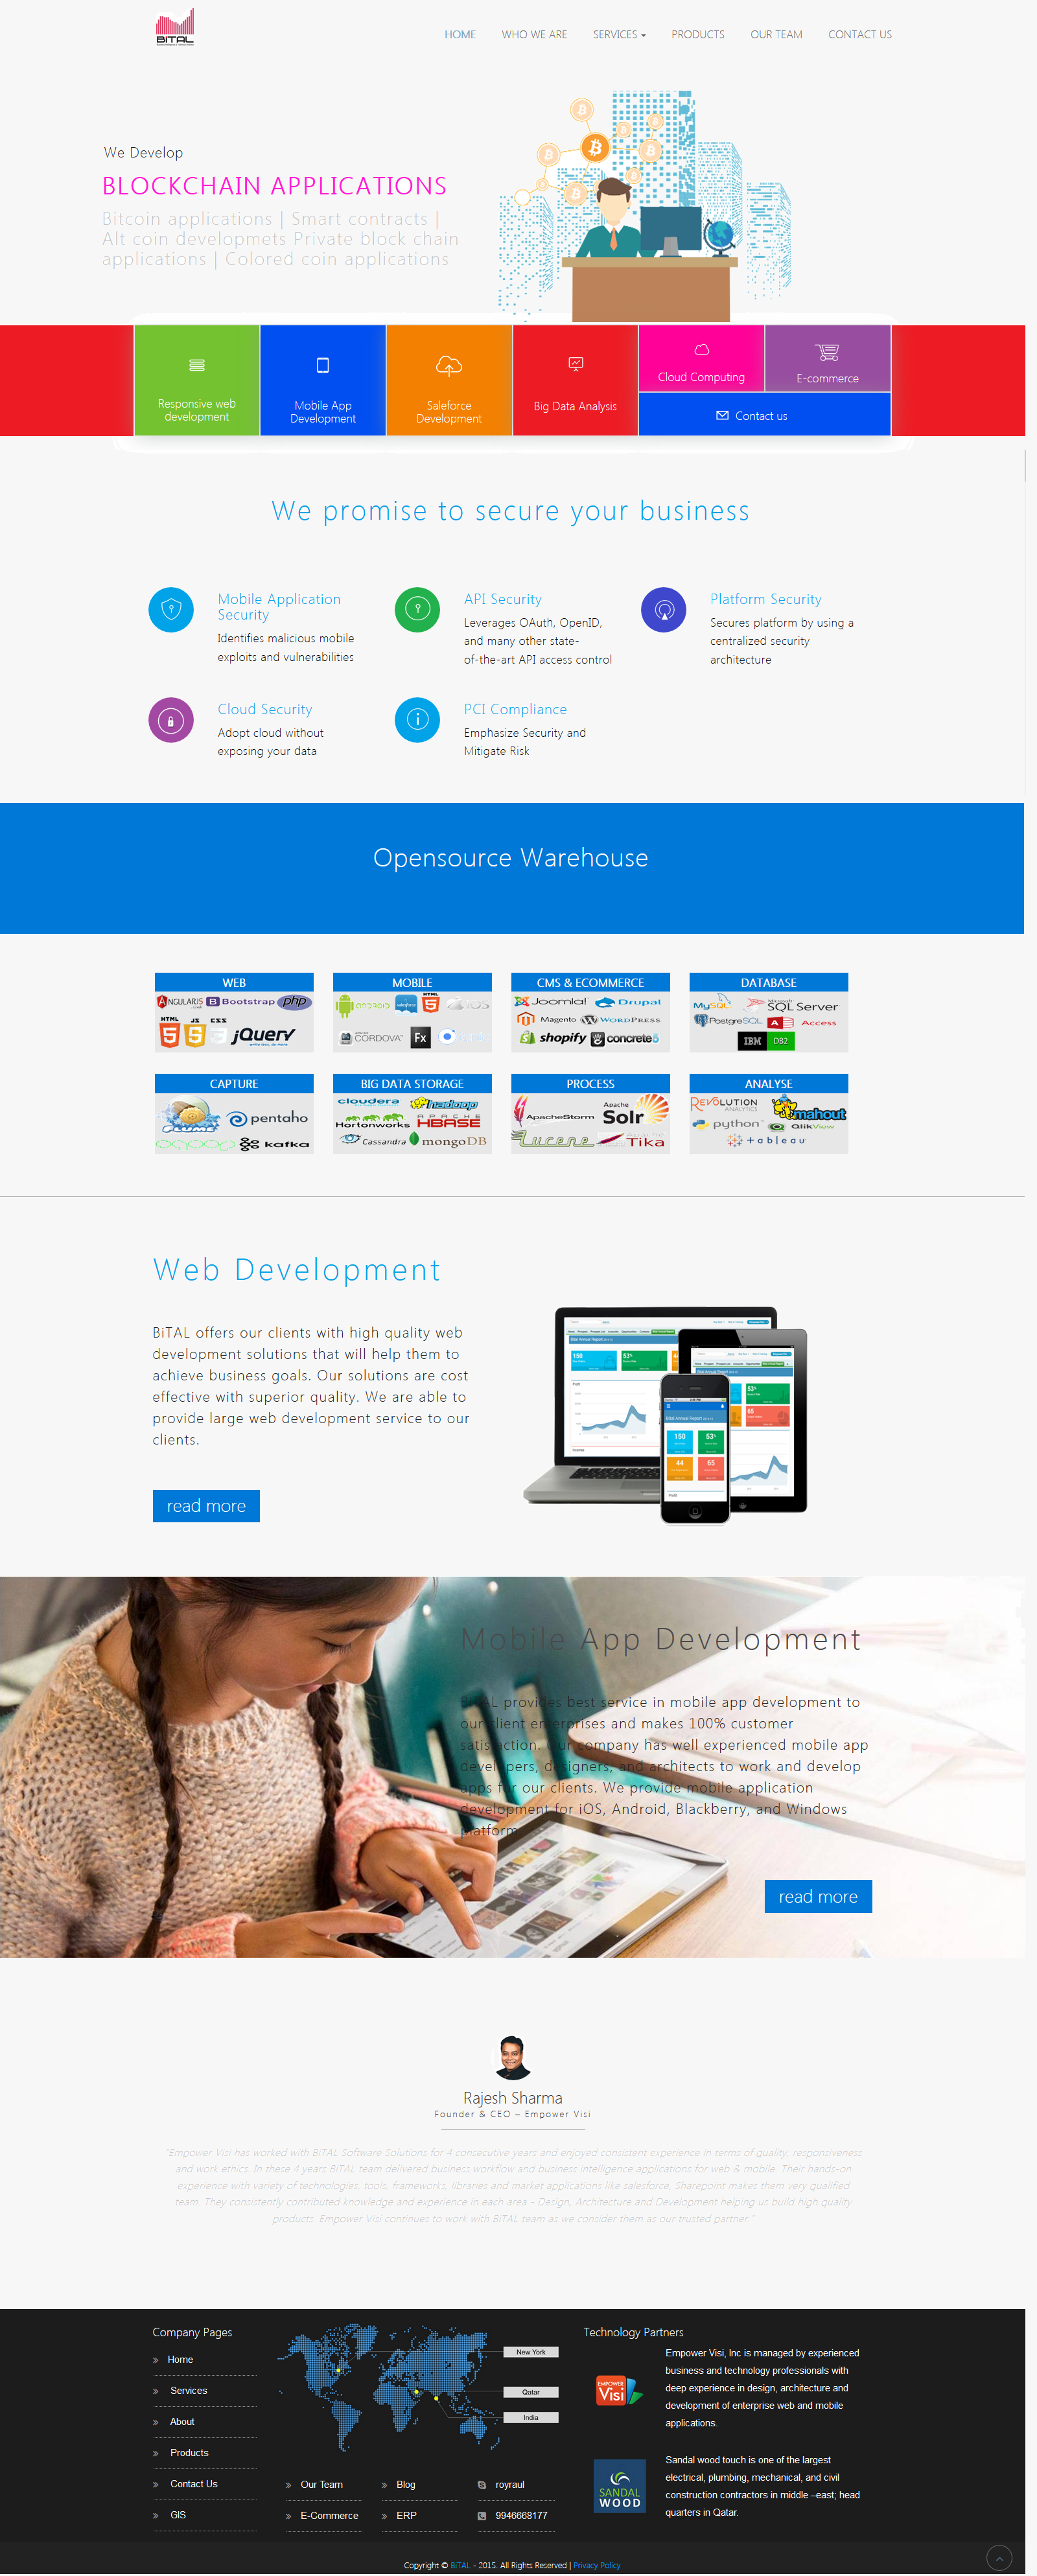 BiTAL
HOME WHO WE ARE SERVICES PRODUCTS OUR TEAM CONTACT US
We Develop
BLOCKCHAIN APPLICATIONS
Bitcoin applications | Smart contracts |
Alt coin developmets Private block chain
applications | Colored coin applications
Responsive web
development
Mobile App
Development
Saleforce
Development
Big Data Analysis
Cloud Computing
E-commerce
Contact us
We promise to secure your business
Mobile Application
Security
Identifies malicious mobile
exploits and vulnerabilities
API Security
Leverages OAuth, OpenID,
and many other state-
of-the-art API access control
Platform Security
Secures platform by using a
centralized security
architecture
Cloud Security
Adopt cloud without
exposing your data
PCI Compliance
Emphasize Security and
Mitigate Risk
Opensource Warehouse
WEB
ANGULARJS Bootstrap php
HTML JS CSS
5 5 3 jQuery
write less, do more.
MOBILE
ANDROID salesforce HTML 5 iOS
CORDOVA Fx
CMS & ECOMMERCE
Joomla! Drupal
Magento WORDPRESS
shopify concrete5
DATABASE
MySQL Microsoft SQL Server
PostgreSQL A Access
IBM DB2
CAPTURE
flume pentaho
kafka
BIG DATA STORAGE
cloudera hadoop
Hortonworks APACHE HBASE
Cassandra mongoDB
PROCESS
ApacheStorm Apache Solr
Lucene Tika
ANALYSE
REVOLUTION
ANALYTICS
mahout
python QlikView
+ableau
Web Development
BiTAL offers our clients with high quality web
development solutions that will help them to
achieve business goals. Our solutions are cost
effective with superior quality. We are able to
provide large web development service to our
clients.
read more
150 53%
44 65
Profit
Mobile App Development
BiTAL provides best service in mobile app development to
our client enterprises and makes 100% customer
satisfaction. Our company has well experienced mobile app
developers, designers, and architects to work and develop
apps for our clients. We provide mobile application
development for iOS, Android, Blackberry, and Windows
platform
read more
Rajesh Sharma
Founder & CEO – Empower Visi
"Empower Visi has worked with BiTAL Software Solutions for 4 consecutive years and enjoyed consistent experience in terms of quality, responsiveness
and work ethics. In these 4 years BiTAL team delivered business workflow and business intelligence applications for web & mobile. Their hands-on
experience with variety of technologies, tools, frameworks, libraries and market applications like salesforce, Sharepoint makes them very qualified
team. They consistently contributed knowledge and experience in each area - Design, Architecture and Development helping us build high quality
products. Empower Visi continues to work with BiTAL team as we consider them as our trusted partner."
Company Pages
Home
Services
About
Products
Contact Us
GIS
New York
Qatar
India
Our Team Blog royraul
E-Commerce ERP 9946668177
Technology Partners
EMPOWER
Visi
Empower Visi, Inc is managed by experienced
business and technology professionals with
deep experience in design, architecture and
development of enterprise web and mobile
applications.
SANDAL
WOOD
Sandal wood touch is one of the largest
electrical, plumbing, mechanical, and civil
construction contractors in middle –east; head
quarters in Qatar.
Copyright © BiTAL - 2015. All Rights Reserved | Privacy Policy